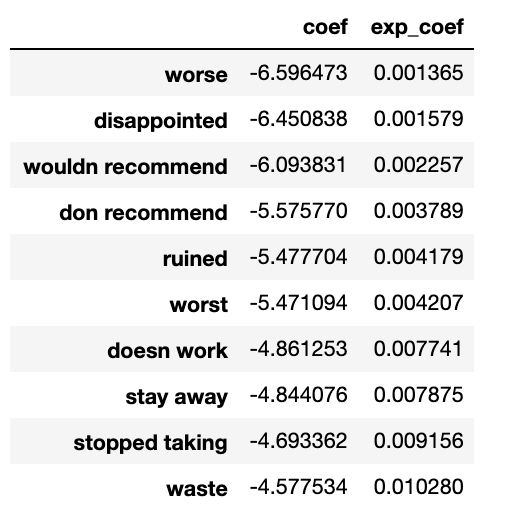 coef exp_coef
worse -6.596473 0.001365
disappointed -6.450838 0.001579
wouldn recommend -6.093831 0.002257
don recommend -5.575770 0.003789
ruined -5.477704 0.004179
worst -5.471094 0.004207
doesn work -4.861253 0.007741
stay away -4.844076 0.007875
stopped taking -4.693362 0.009156
waste -4.577534 0.010280